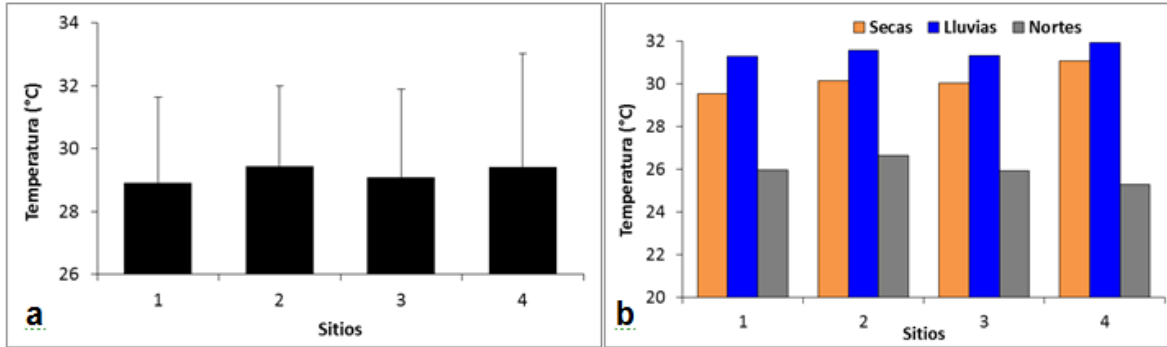 34
32
30
28
26
Temperatura (°C)
1 2 3 4
Sitios
a
Secas Lluvias Nortes
32
30
28
26
24
22
20
Temperatura (°C)
1 2 3 4
Sitios
b